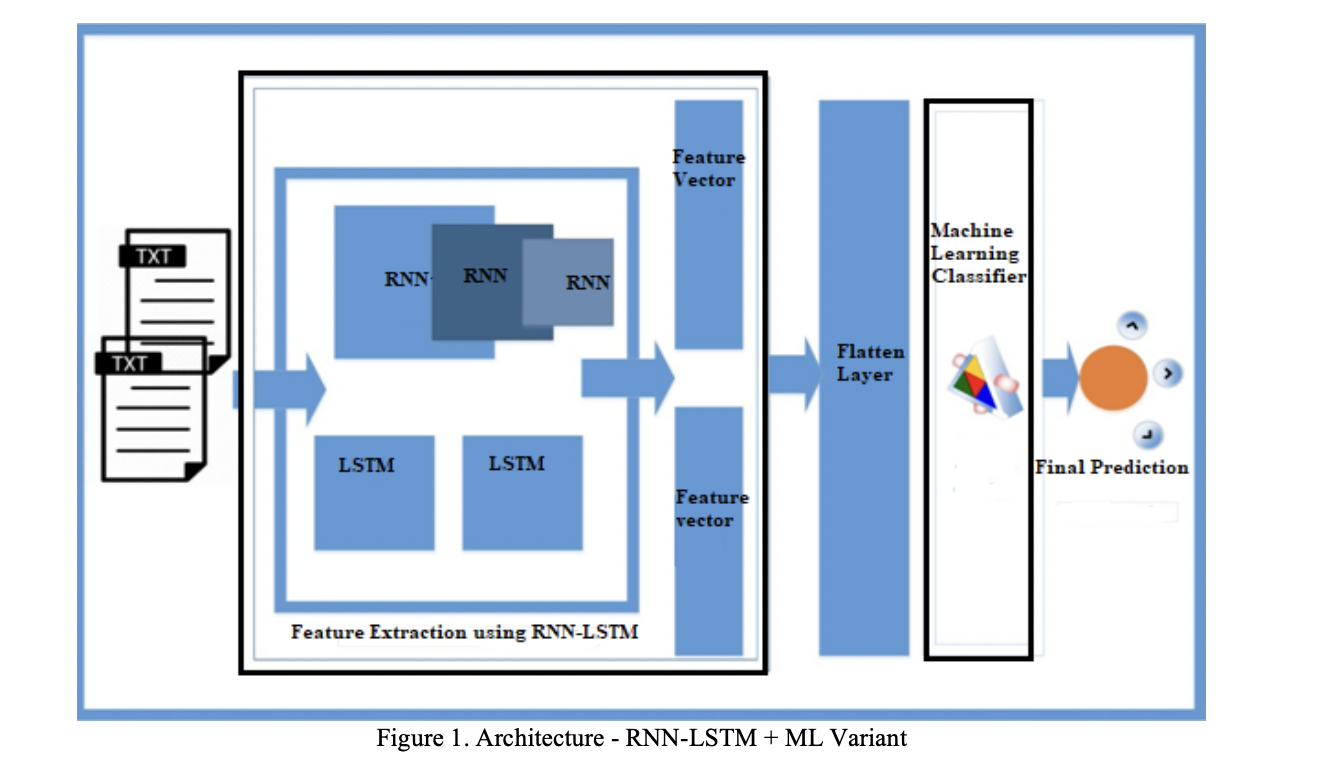 TXT
TXT
RNN
RNN
RNN
LSTM
LSTM
Feature Extraction using RNN-LSTM
Feature
Vector
Feature
vector
Flatten
Layer
Machine
Learning
Classifier
Final Prediction
Figure 1. Architecture - RNN-LSTM + ML Variant